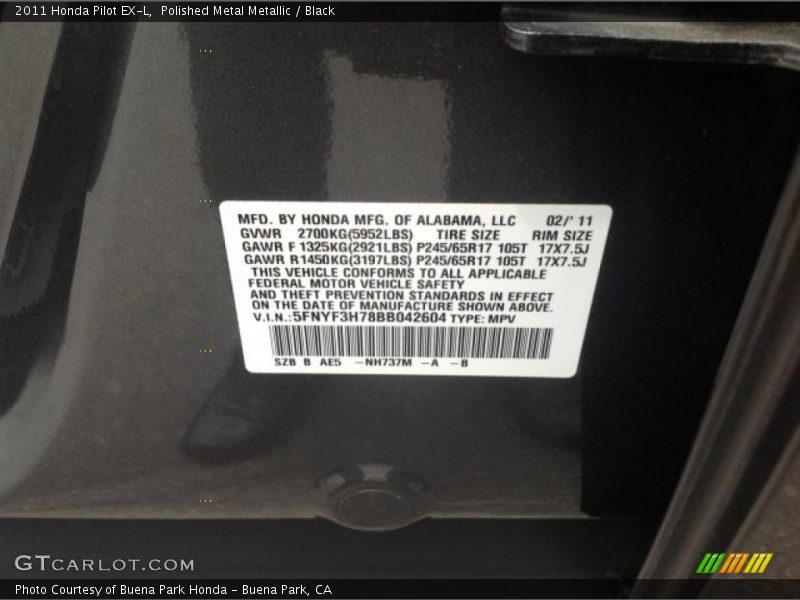 2011 Honda Pilot EX-L,  Polished Metal Metallic / Black
MFD. BY HONDA MFG. OF ALABAMA, LLC 02/' 11
GVWR 2700KG(5952LBS) TIRE SIZE RIM SIZE
GAWR F 1325KG(2921LBS) P245/65R17 105T 17X7.5J
GAWR R1450KG(3197LBS) P245/65R17 105T 17X7.5J
THIS VEHICLE CONFORMS TO ALL APPLICABLE
FEDERAL MOTOR VEHICLE SAFETY
AND THEFT PREVENTION STANDARDS IN EFFECT
ON THE DATE OF MANUFACTURE SHOWN ABOVE.
V.I.N.:5FNYF3H78BB042604 TYPE: MPV
SZB B AE5 -NH737M -A -B
GTCARLOT.COM
Photo Courtesy of Buena Park Honda - Buena Park, CA